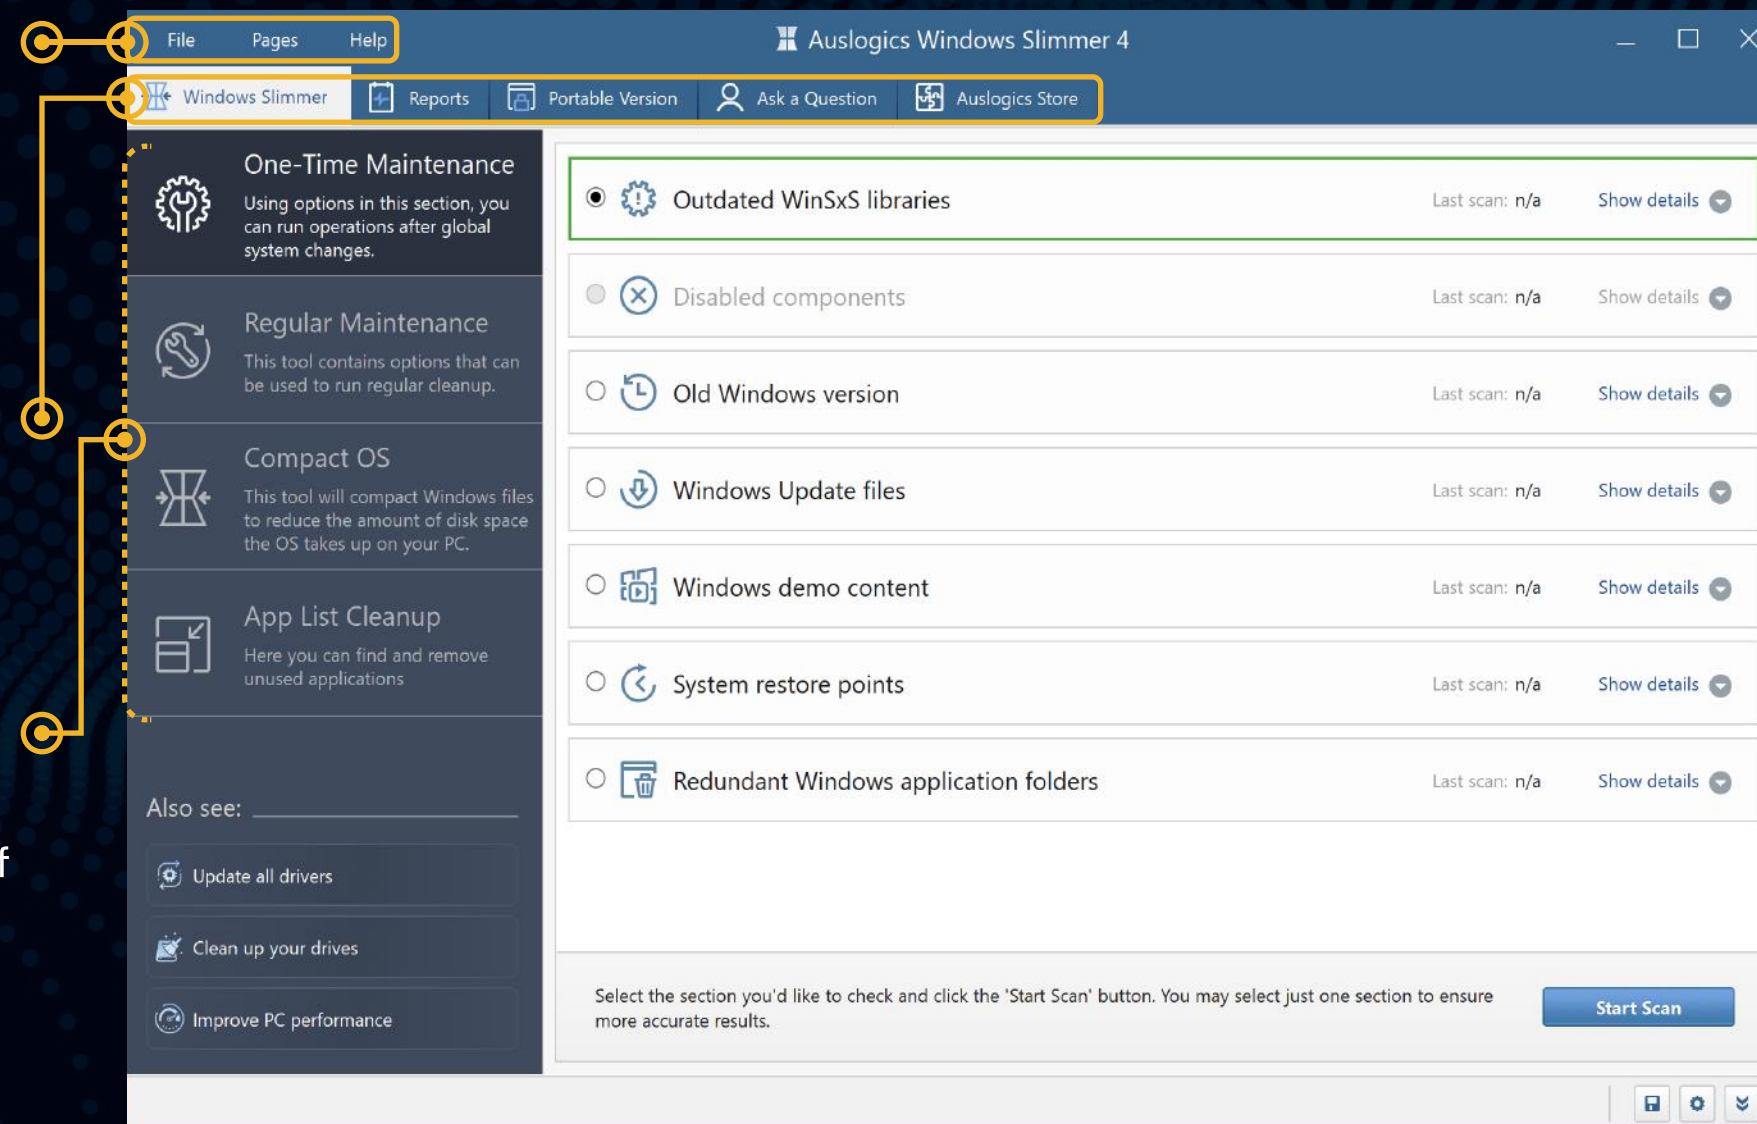 File Pages Help
Auslogics Windows Slimmer 4
Windows Slimmer Reports Portable Version Ask a Question Auslogics Store
One-Time Maintenance
Using options in this section, you
can run operations after global
system changes.
Regular Maintenance
This tool contains options that can
be used to run regular cleanup.
Compact OS
This tool will compact Windows files
to reduce the amount of disk space
the OS takes up on your PC.
App List Cleanup
Here you can find and remove
unused applications
Also see:
Update all drivers
Clean up your drives
Improve PC performance
f
Outdated WinSxS libraries Last scan: n/a Show details
Disabled components Last scan: n/a Show details
Old Windows version Last scan: n/a Show details
Windows Update files Last scan: n/a Show details
Windows demo content Last scan: n/a Show details
System restore points Last scan: n/a Show details
Redundant Windows application folders Last scan: n/a Show details
Select the section you'd like to check and click the 'Start Scan' button. You may select just one section to ensure
more accurate results.
Start Scan